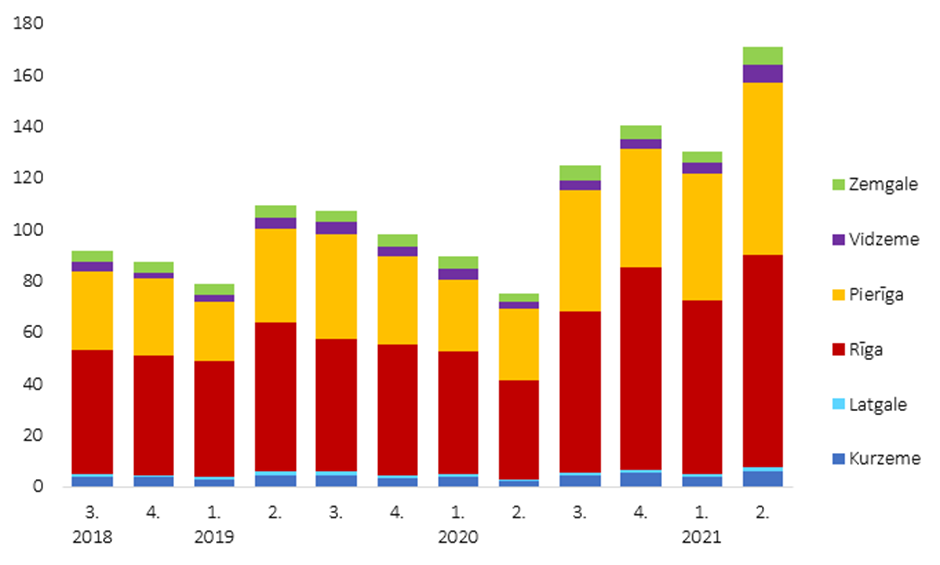 180
160
140
120
100
80
60
40
20
0
3. 4. 1. 2. 3. 4. 1. 2. 3. 4. 1. 2.
2018 2019 2020 2021
Zemgale
Vidzeme
Pierīga
Rīga
Latgale
Kurzeme